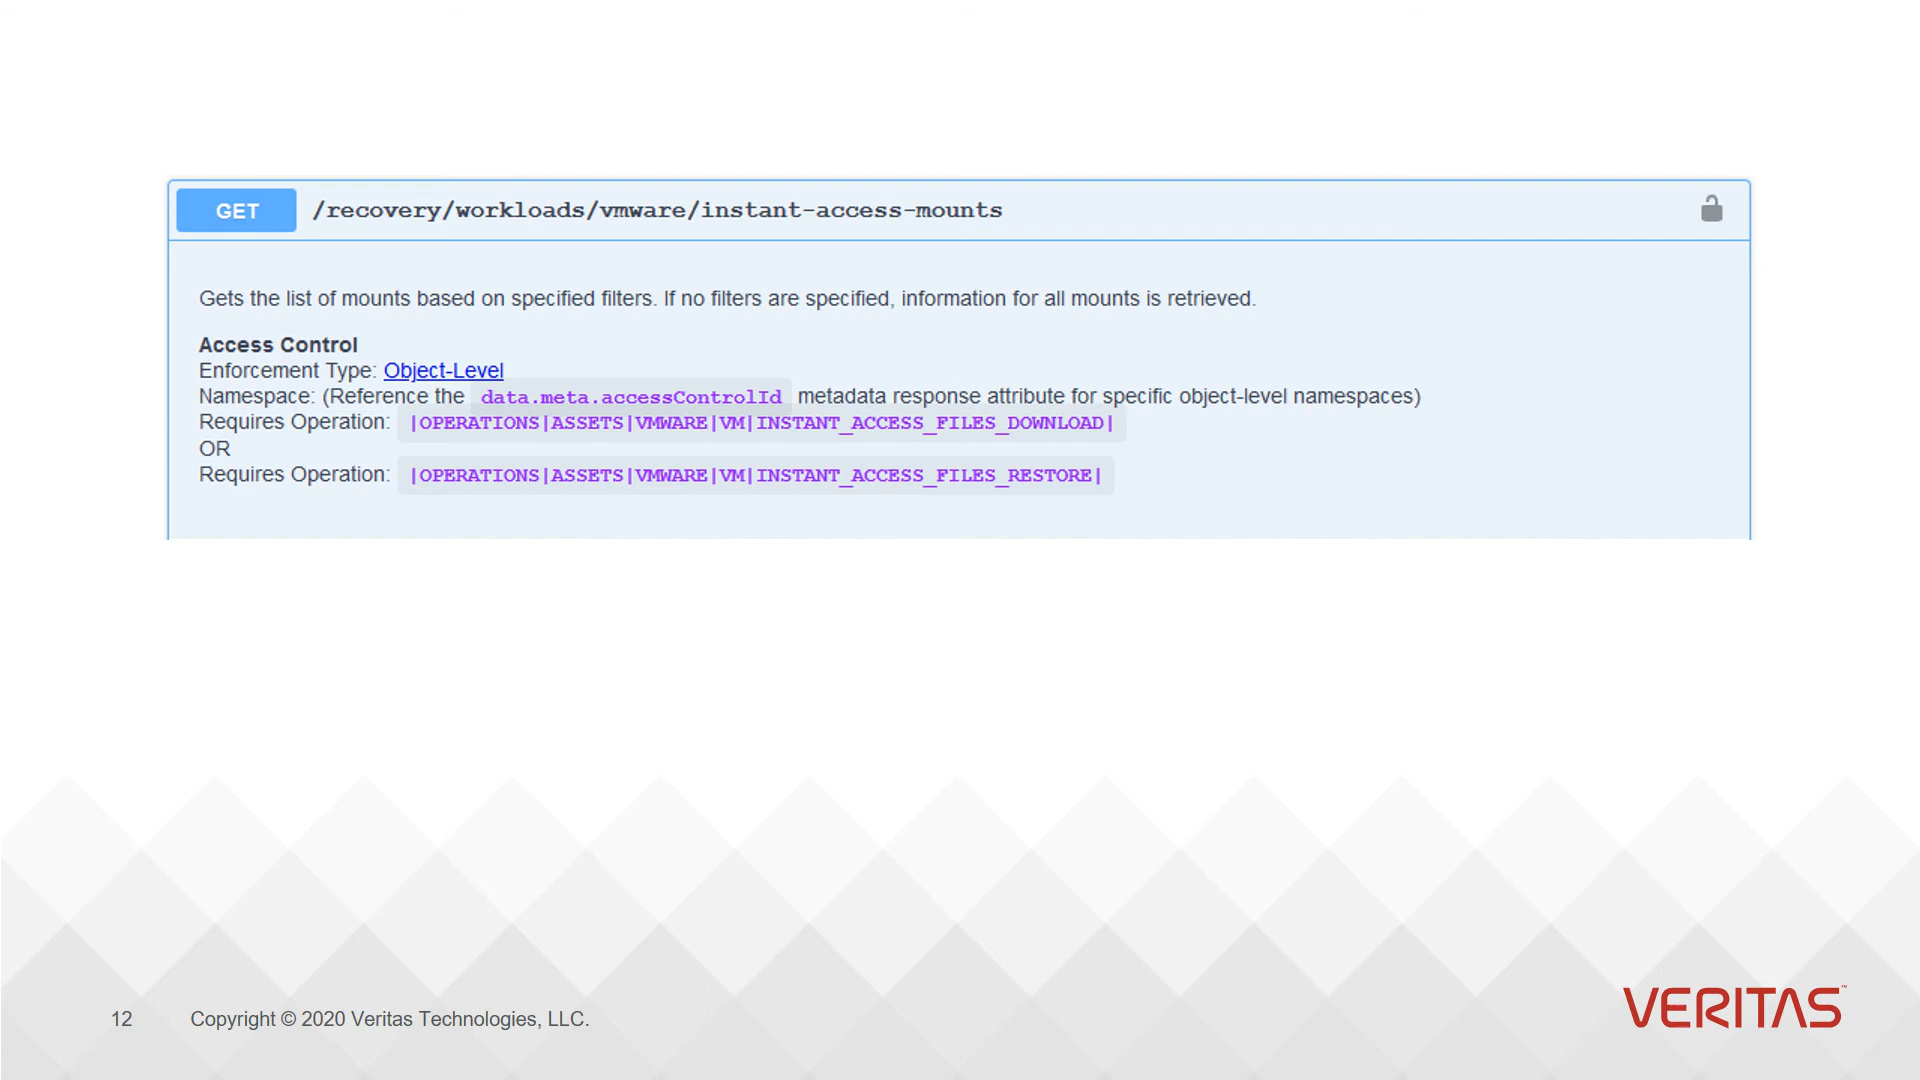 GET /recovery/workloads/vmware/instant-access-mounts
Gets the list of mounts based on specified filters. If no filters are specified, information for all mounts is retrieved.
Access Control
Enforcement Type: Object-Level
Namespace: (Reference the data.meta.accessControlId metadata response attribute for specific object-level namespaces)
Requires Operation: |OPERATIONS|ASSETS|VMWARE|VM|INSTANT_ACCESS_FILES_DOWNLOAD|
OR
Requires Operation: |OPERATIONS|ASSETS|VMWARE|VM|INSTANT_ACCESS_FILES_RESTORE|
12 Copyright © 2020 Veritas Technologies, LLC.
VERITAS™